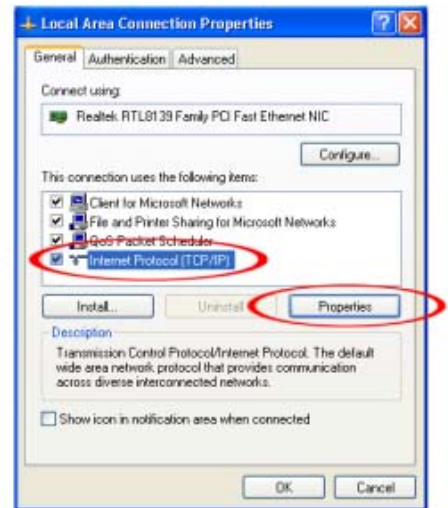 Local Area Connection Properties
General Authentication Advanced
Connect using:
Realtek RTL8139 Family PCI Fast Ethernet NIC
Configure...
This connection uses the following items:
Client for Microsoft Networks
File and Printer Sharing for Microsoft Networks
QoS Packet Scheduler
Internet Protocol (TCP/IP)
Install... Uninstall Properties
Description
Transmission Control Protocol/Internet Protocol. The default
wide area network protocol that provides communication
across diverse interconnected networks.
Show icon in notification area when connected
OK Cancel